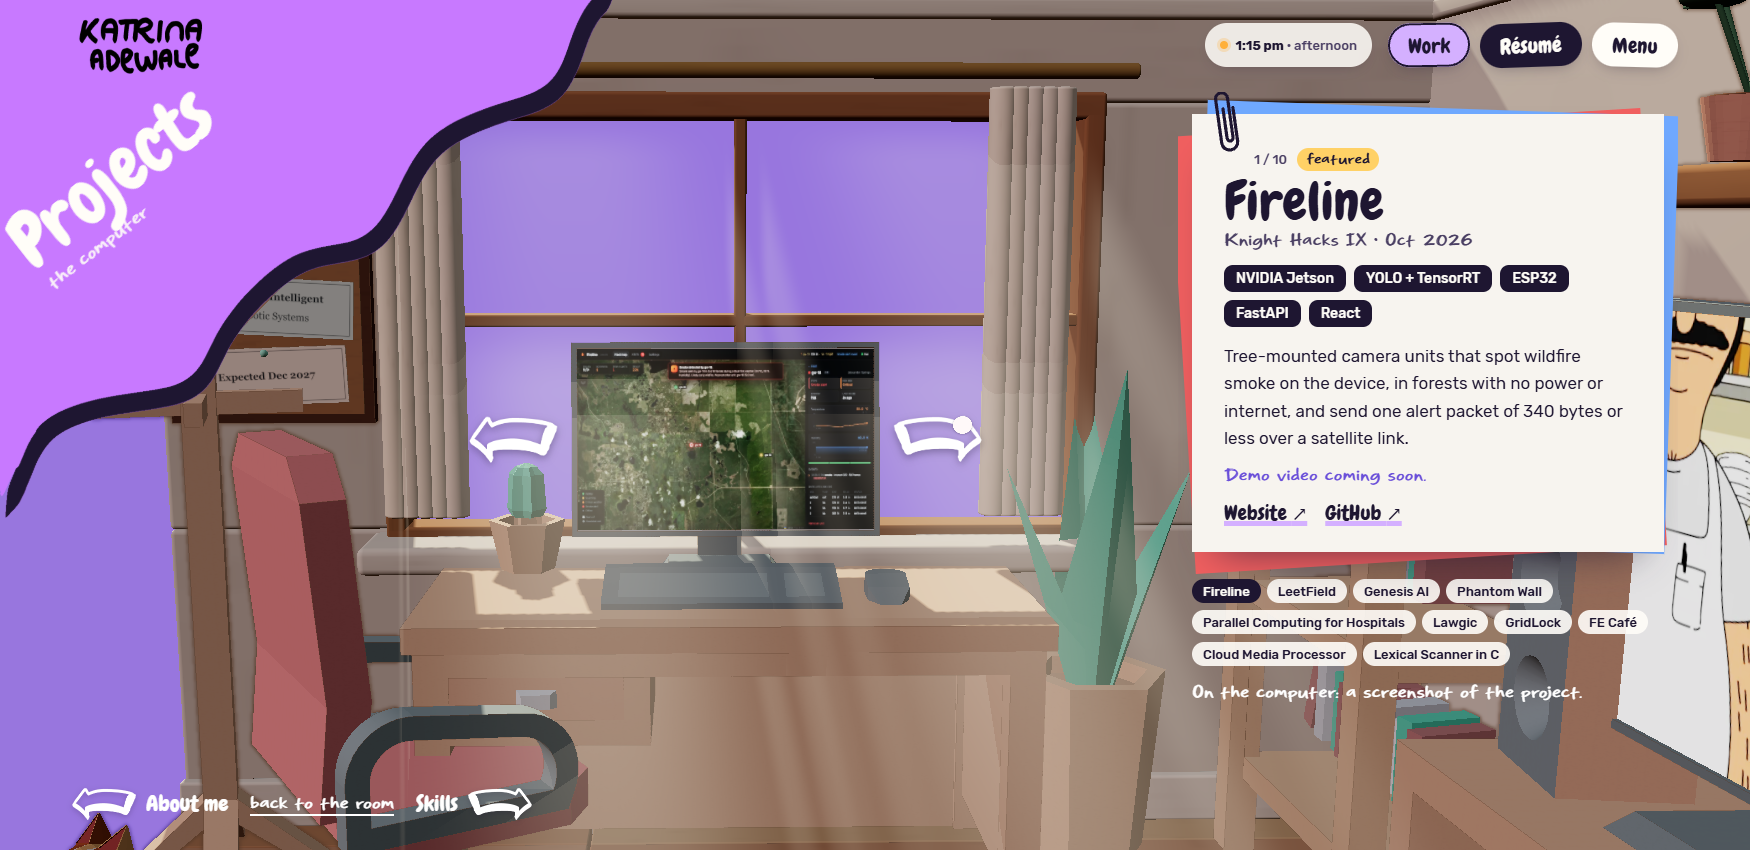 KATRINA
ADEWALE
Projects
the computer
1:15 pm · afternoon
Work
Résumé
Menu
Intelligent
Systems
Expected Dec 2027
1 / 10
featured
Fireline
Knight Hacks IX · Oct 2026
NVIDIA Jetson
YOLO + TensorRT
ESP32
FastAPI
React
Tree-mounted camera units that spot wildfire
smoke on the device, in forests with no power or
internet, and send one alert packet of 340 bytes or
less over a satellite link.
Demo video coming soon.
Website ↗
GitHub ↗
Fireline
LeetField
Genesis AI
Phantom Wall
Parallel Computing for Hospitals
Lawgic
GridLock
FE Café
Cloud Media Processor
Lexical Scanner in C
On the computer: a screenshot of the project.
About me
back to the room
Skills